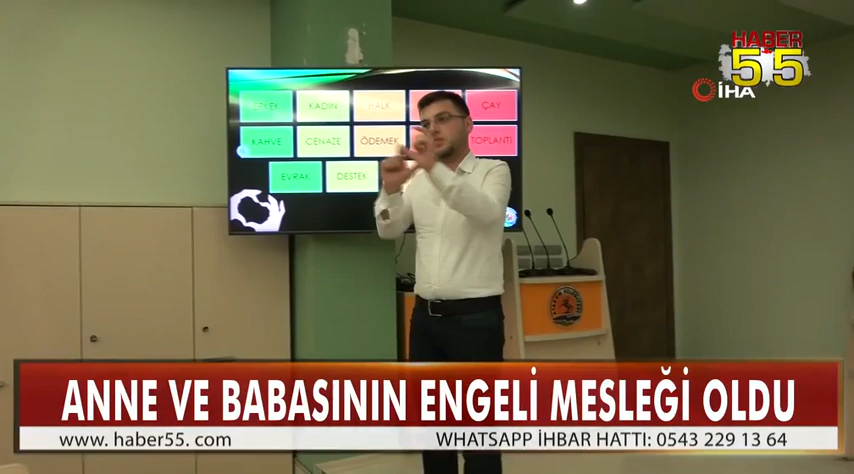 HABER
55
İHA
ERKEK
KADIN
HALK
ÇAY
KAHVE
CENAZE
ÖDEMEK
TOPLANTI
EVRAK
DESTEK
ANNE VE BABASININ ENGELİ MESLEĞİ OLDU
www. haber55. com
WHATSAPP İHBAR HATTI: 0543 229 13 64